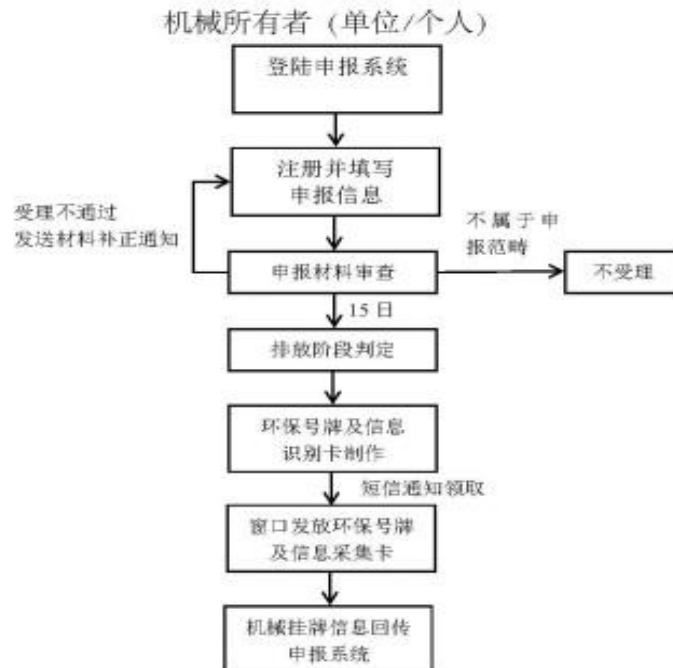 机械所有者（单位/个人）
登陆申报系统
注册并填写
申报信息
受理不通过
发送材料补正通知
不属于申
报范畴
申报材料审查
不受理
15日
排放阶段判定
环保号牌及信息
识别卡制作
短信通知领取
窗口发放环保号牌
及信息采集卡
机械挂牌信息回传
申报系统